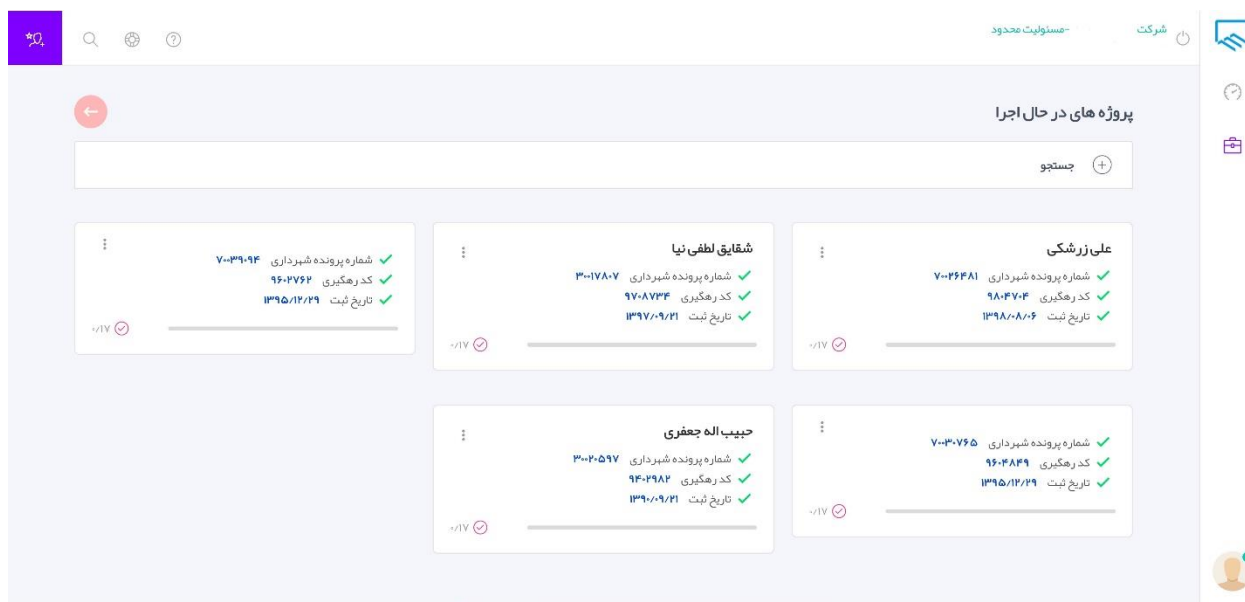 شرکت -مسئولیت محدود
پروژه های در حال اجرا
جستجو
علی زرشکی
شماره پرونده شهرداری ۷۰۰۲۶۴۸۱
کد رهگیری ۹۸۰۴۷۰۴
تاریخ ثبت ۱۳۹۸/۰۸/۰۶
۰/۱۷
شقایق لطفی نیا
شماره پرونده شهرداری ۳۰۰۱۷۸۰۷
کد رهگیری ۹۷۰۸۷۳۴
تاریخ ثبت ۱۳۹۷/۰۹/۲۱
۰/۱۷
شماره پرونده شهرداری ۷۰۰۳۹۰۹۴
کد رهگیری ۹۶۰۲۷۶۲
تاریخ ثبت ۱۳۹۵/۱۲/۲۹
۰/۱۷
شماره پرونده شهرداری ۷۰۰۳۰۷۶۵
کد رهگیری ۹۶۰۴۸۴۹
تاریخ ثبت ۱۳۹۵/۱۲/۲۹
۰/۱۷
حبیب اله جعفری
شماره پرونده شهرداری ۳۰۰۲۰۵۹۷
کد رهگیری ۹۴۰۲۹۸۲
تاریخ ثبت ۱۳۹۰/۰۹/۲۱
۰/۱۷